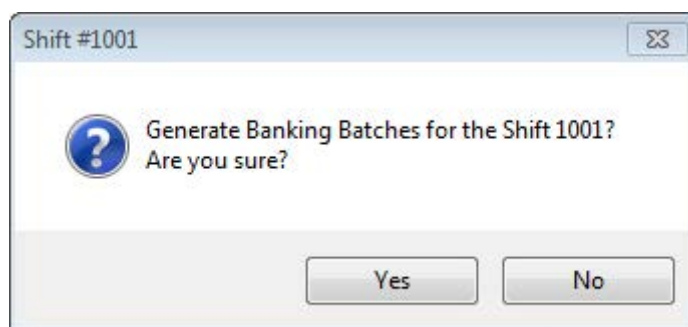 Shift #1001
Generate Banking Batches for the Shift 1001?
Are you sure?
Yes
No